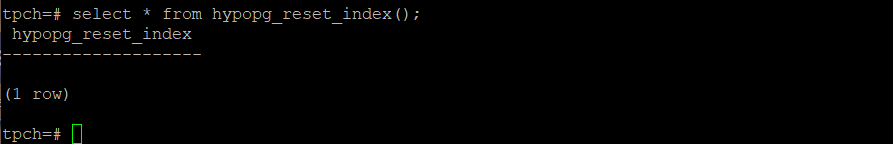 tpch=# select * from hypopg_reset_index();
 hypopg_reset_index
--------------------

(1 row)

tpch=#